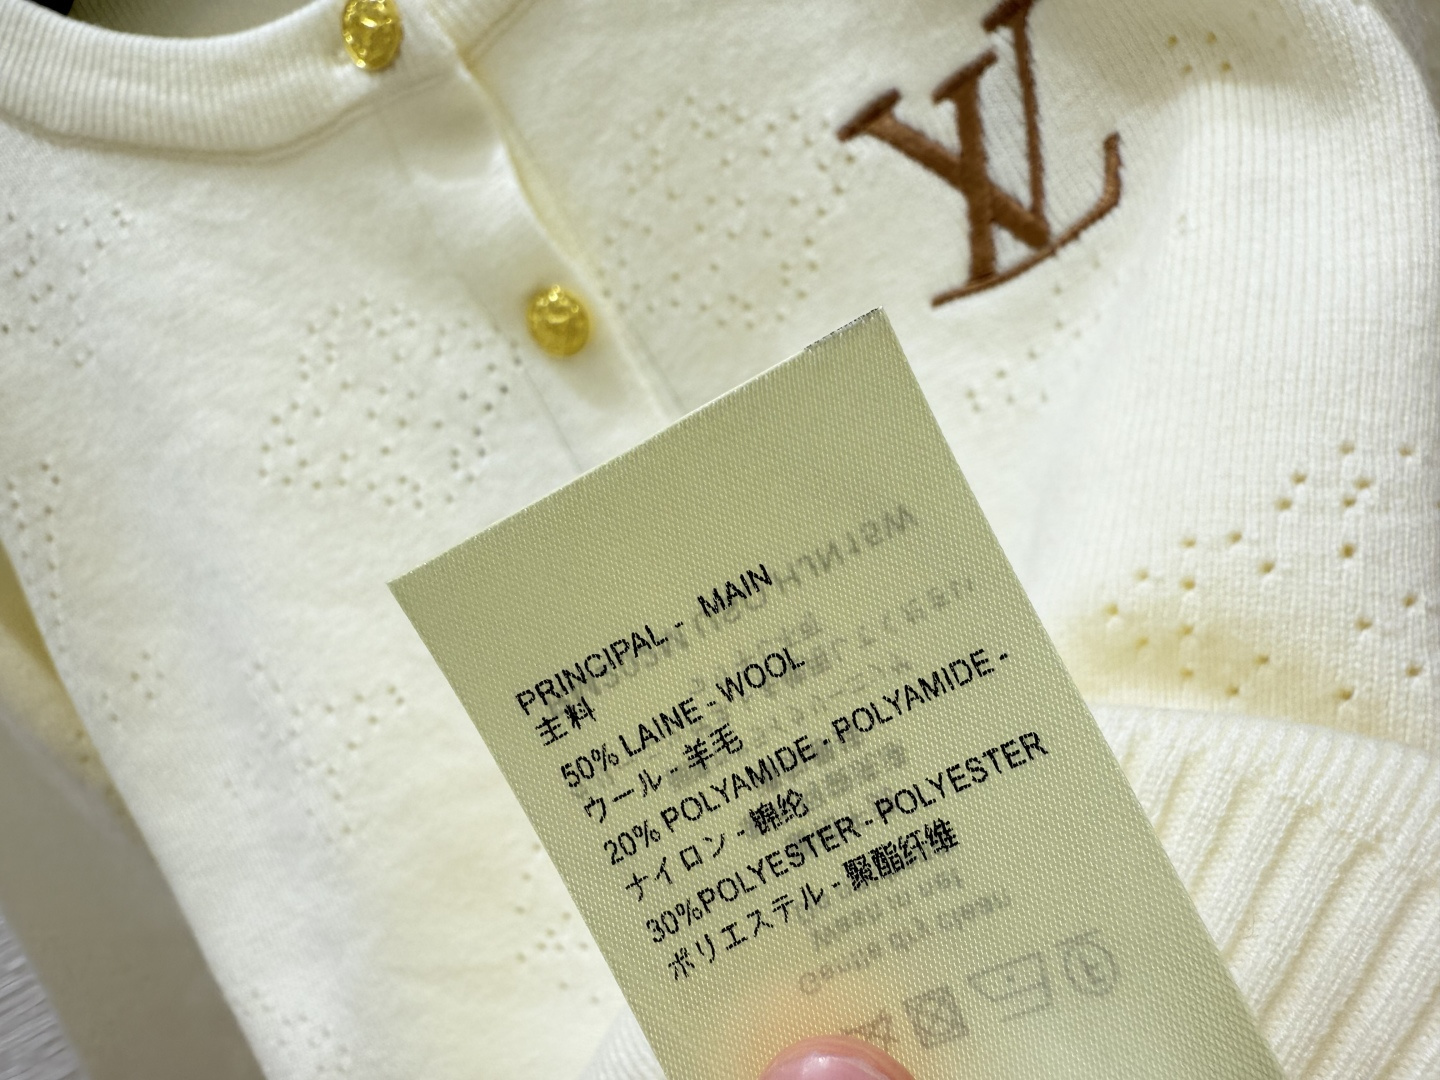 LV
PRINCIPAL - MAIN
主料
50% LAINE - WOOL
ウール - 羊毛
20% POLYAMIDE - POLYAMIDE -
ナイロン - 锦纶
30%POLYESTER - POLYESTER
ポリエステル - 聚酯纤维